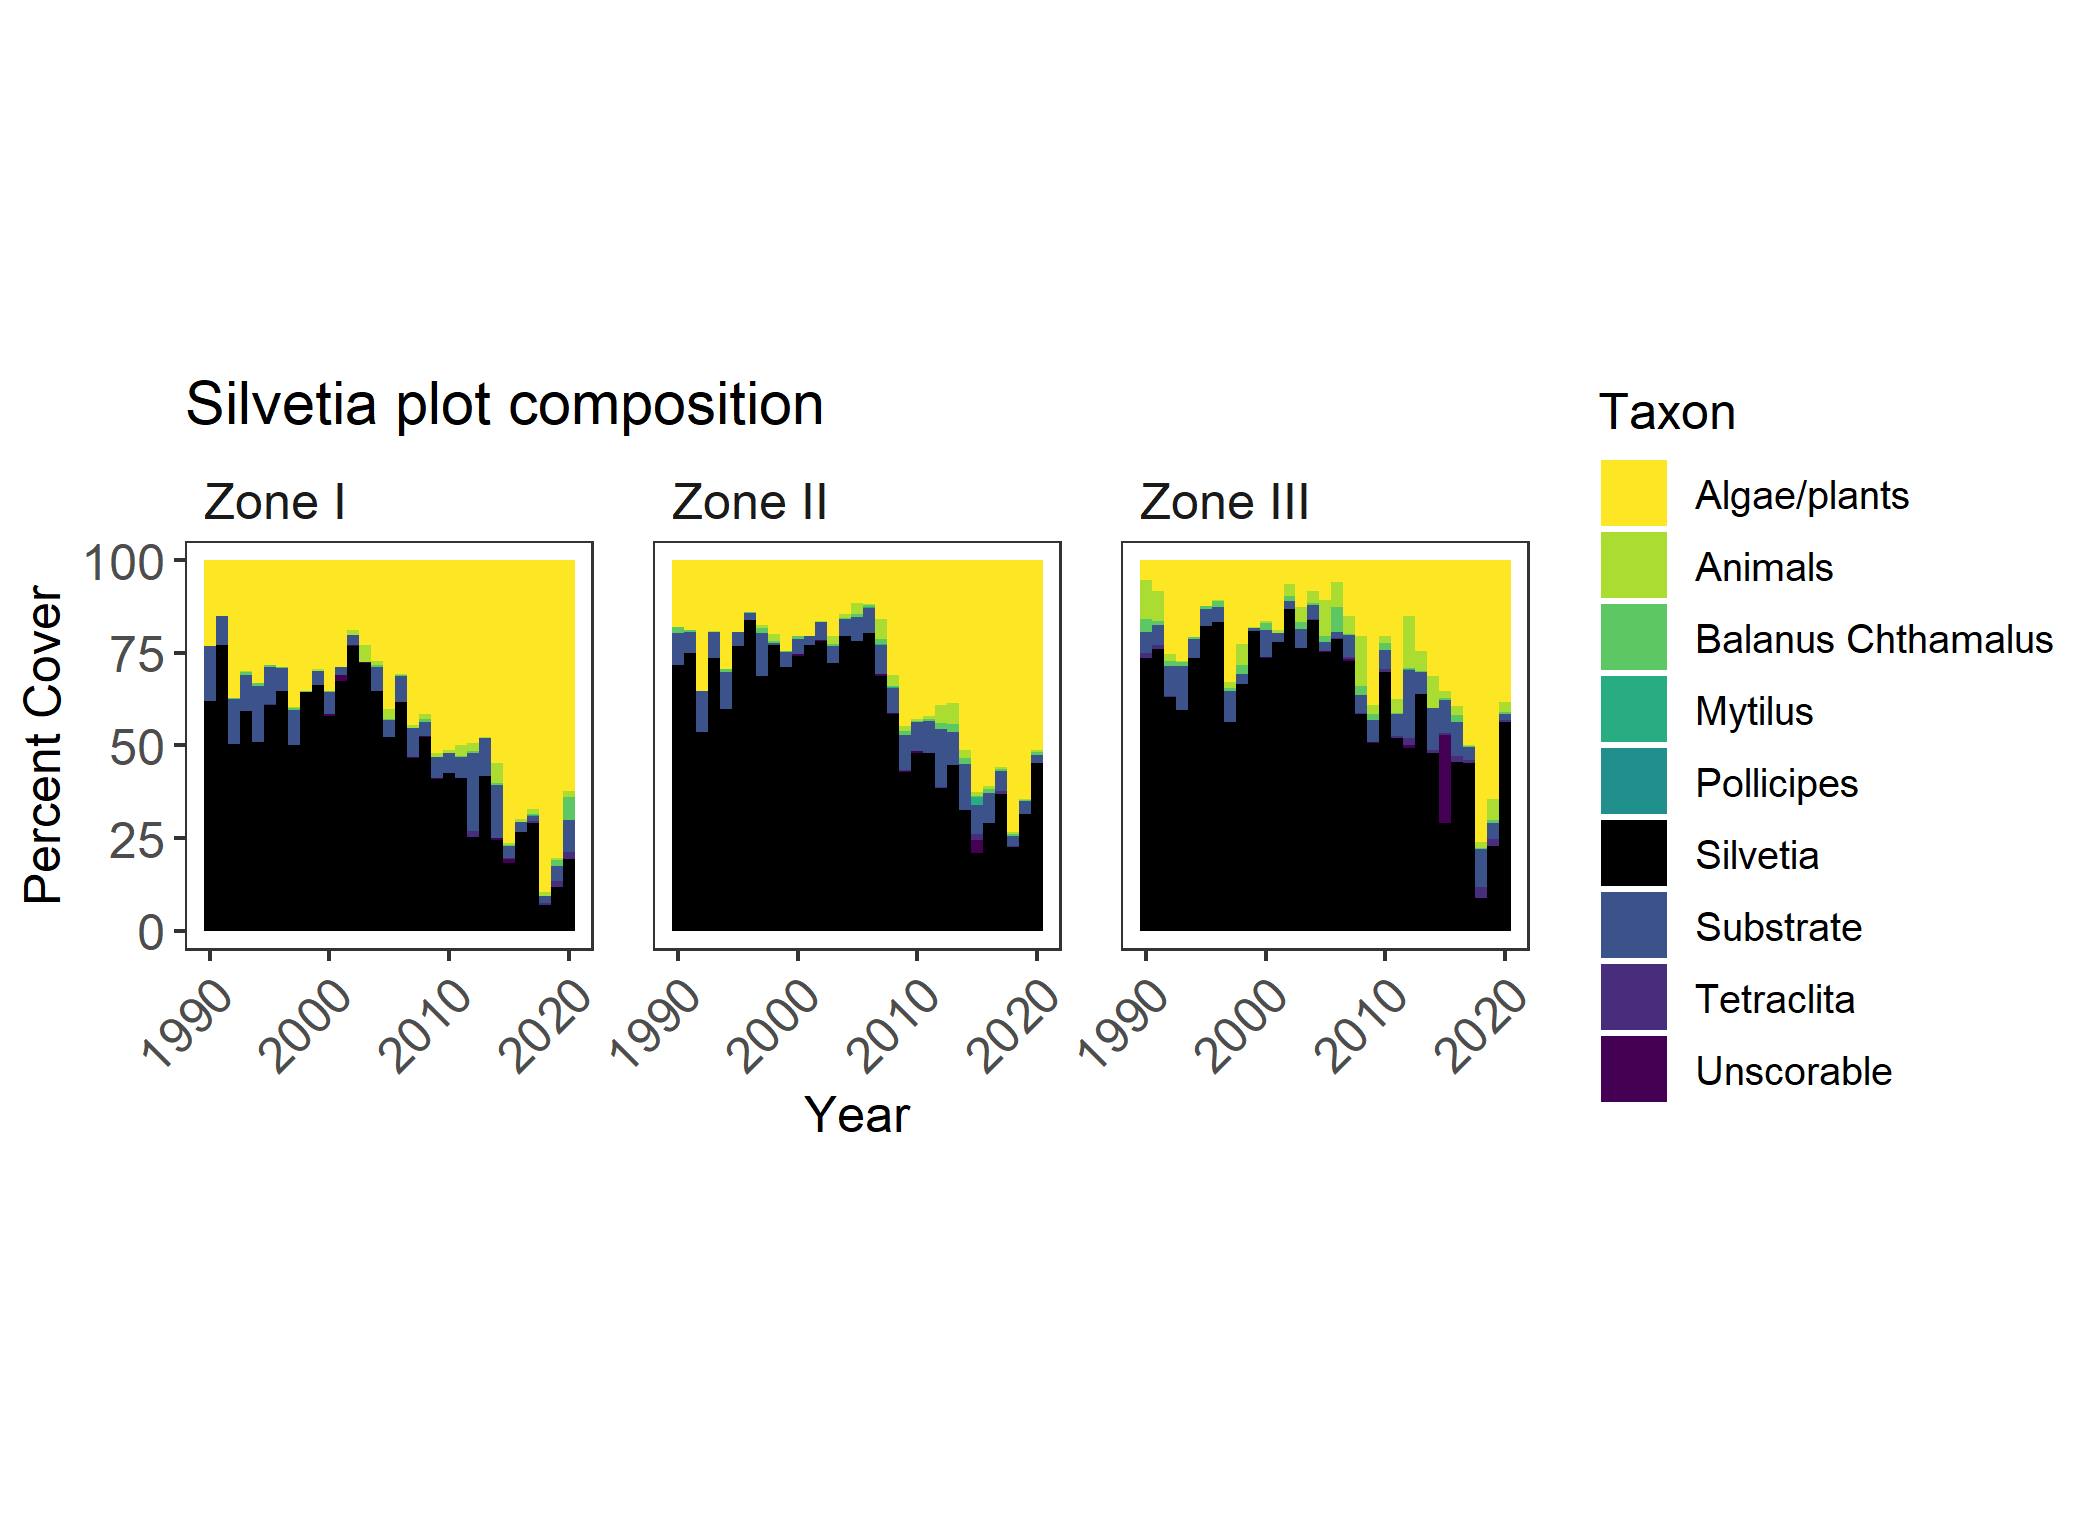 Silvetia plot composition
Zone I
Zone II
Zone III
100
75
50
25
0
Percent Cover
1990
2000
2010
2020
1990
2000
2010
2020
1990
2000
2010
2020
Year
Taxon
Algae/plants
Animals
Balanus Chthamalus
Mytilus
Pollicipes
Silvetia
Substrate
Tetraclita
Unscorable